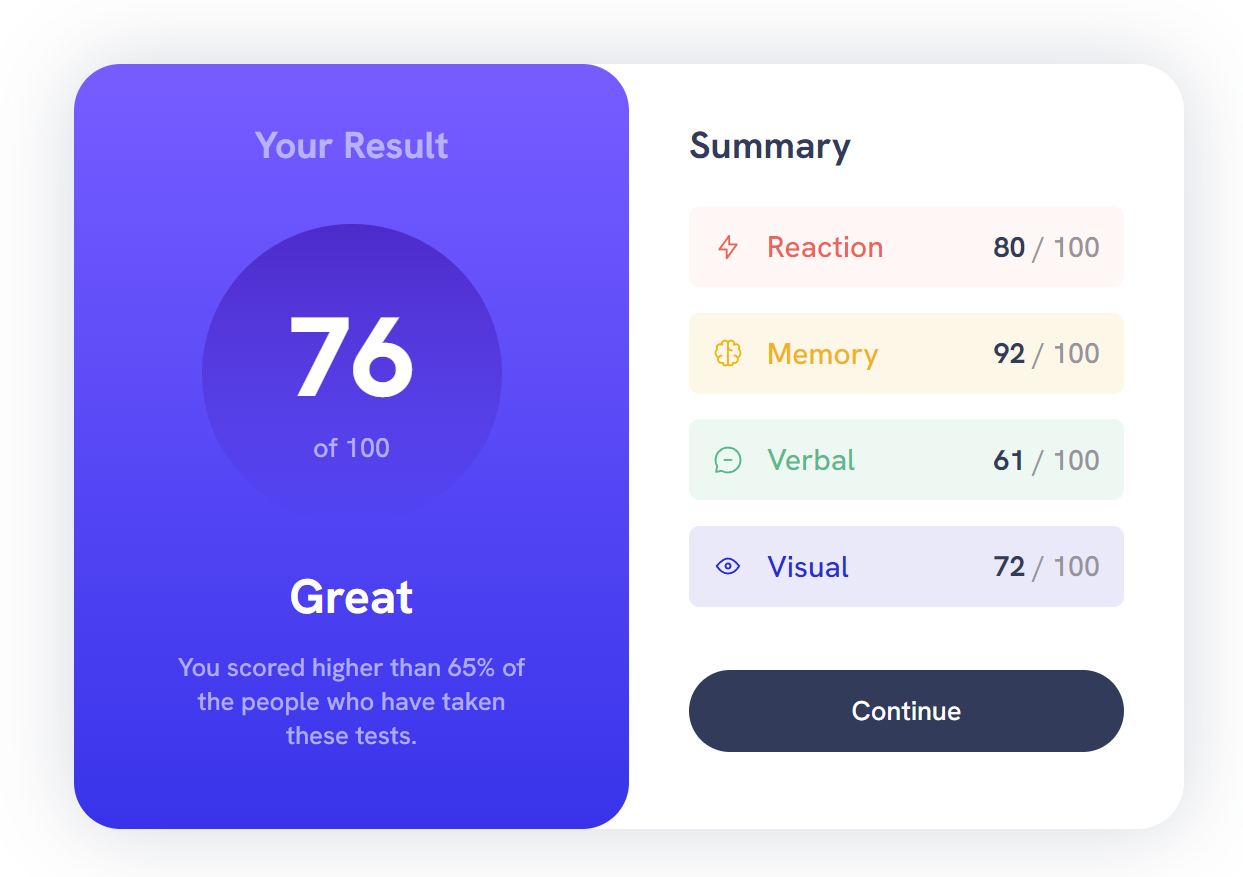 Your Result
76
of 100
Great
You scored higher than 65% of
the people who have taken
these tests.
Summary
Reaction 80 / 100
Memory 92 / 100
Verbal 61 / 100
Visual 72 / 100
Continue